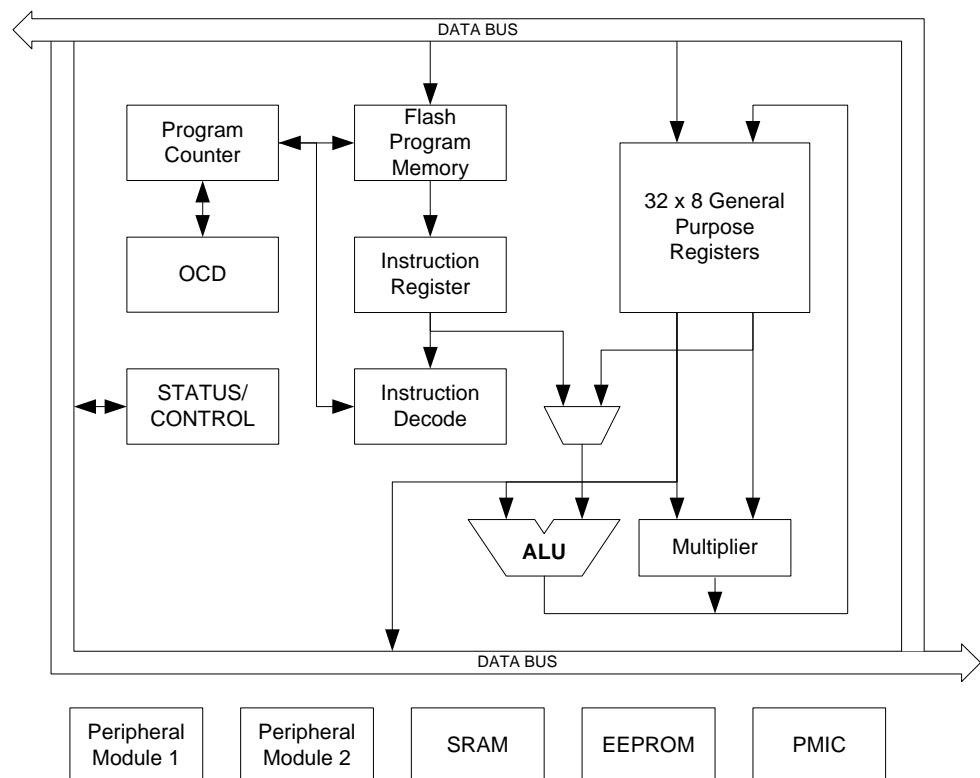 DATA BUS
Program
Counter
Flash
Program
Memory
32 x 8 General
Purpose
Registers
OCD
Instruction
Register
STATUS/
CONTROL
Instruction
Decode
ALU
Multiplier
DATA BUS
Peripheral
Module 1
Peripheral
Module 2
SRAM
EEPROM
PMIC